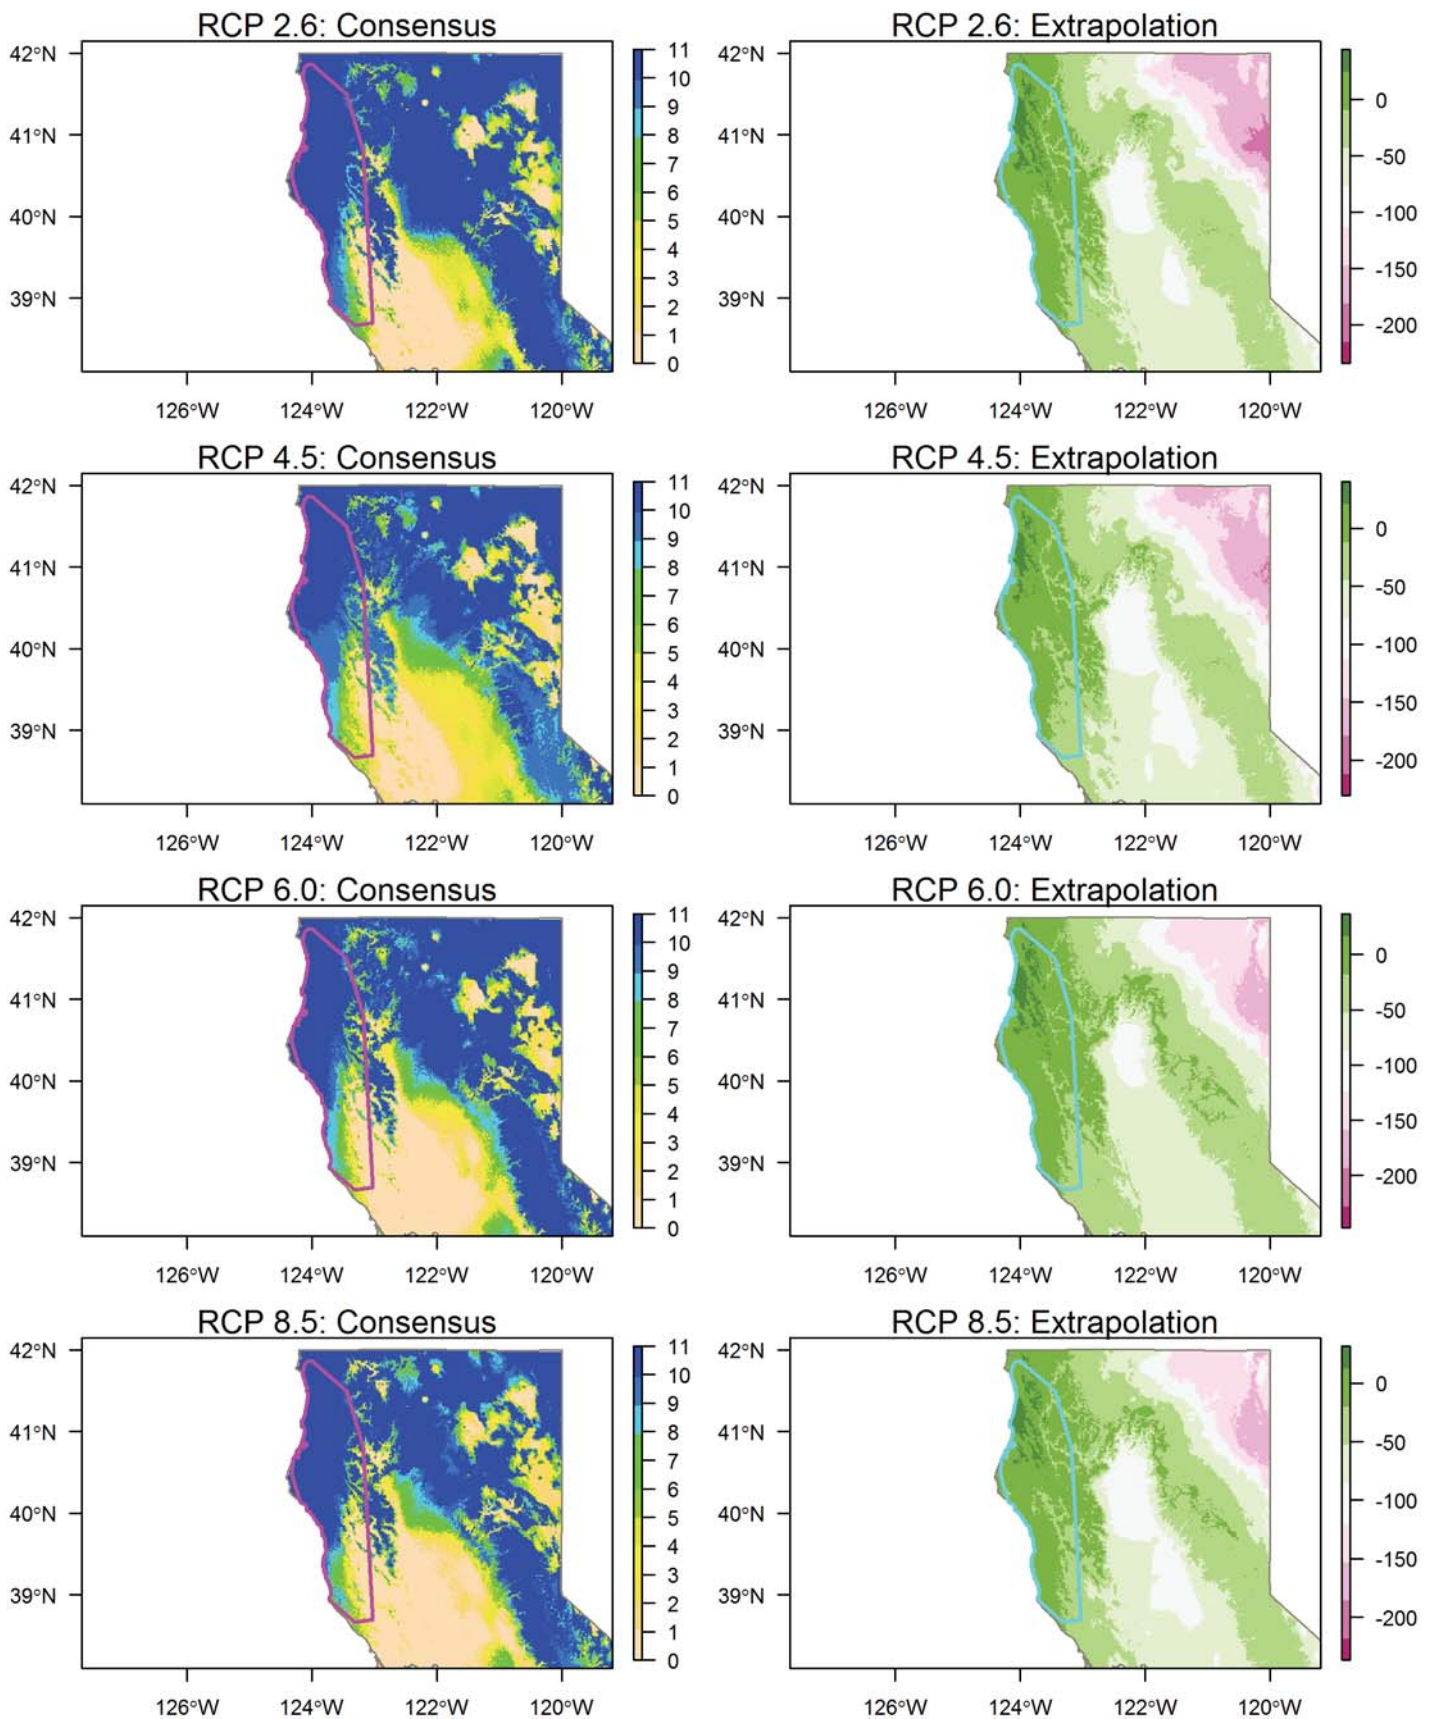 RCP 2.6: Consensus
42°N
41°N
40°N
39°N
126°W 124°W 122°W 120°W
11
10
9
8
7
6
5
4
3
2
1
0
RCP 2.6: Extrapolation
42°N
41°N
40°N
39°N
126°W 124°W 122°W 120°W
0
-50
-100
-150
-200
RCP 4.5: Consensus
42°N
41°N
40°N
39°N
126°W 124°W 122°W 120°W
11
10
9
8
7
6
5
4
3
2
1
0
RCP 4.5: Extrapolation
42°N
41°N
40°N
39°N
126°W 124°W 122°W 120°W
0
-50
-100
-150
-200
RCP 6.0: Consensus
42°N
41°N
40°N
39°N
126°W 124°W 122°W 120°W
11
10
9
8
7
6
5
4
3
2
1
0
RCP 6.0: Extrapolation
42°N
41°N
40°N
39°N
126°W 124°W 122°W 120°W
0
-50
-100
-150
-200
RCP 8.5: Consensus
42°N
41°N
40°N
39°N
126°W 124°W 122°W 120°W
11
10
9
8
7
6
5
4
3
2
1
0
RCP 8.5: Extrapolation
42°N
41°N
40°N
39°N
126°W 124°W 122°W 120°W
0
-50
-100
-150
-200